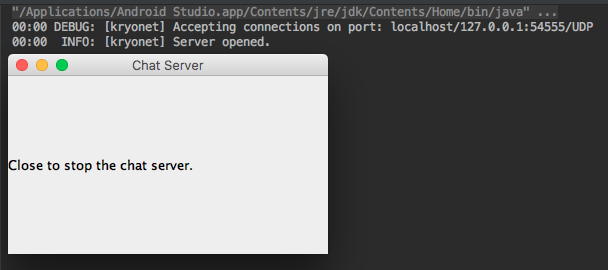 "/Applications/Android Studio.app/Contents/jre/jdk/Contents/Home/bin/java" ...
00:00 DEBUG: [kryonet] Accepting connections on port: localhost/127.0.0.1:54555/UDP
00:00  INFO: [kryonet] Server opened.
Chat Server
Close to stop the chat server.